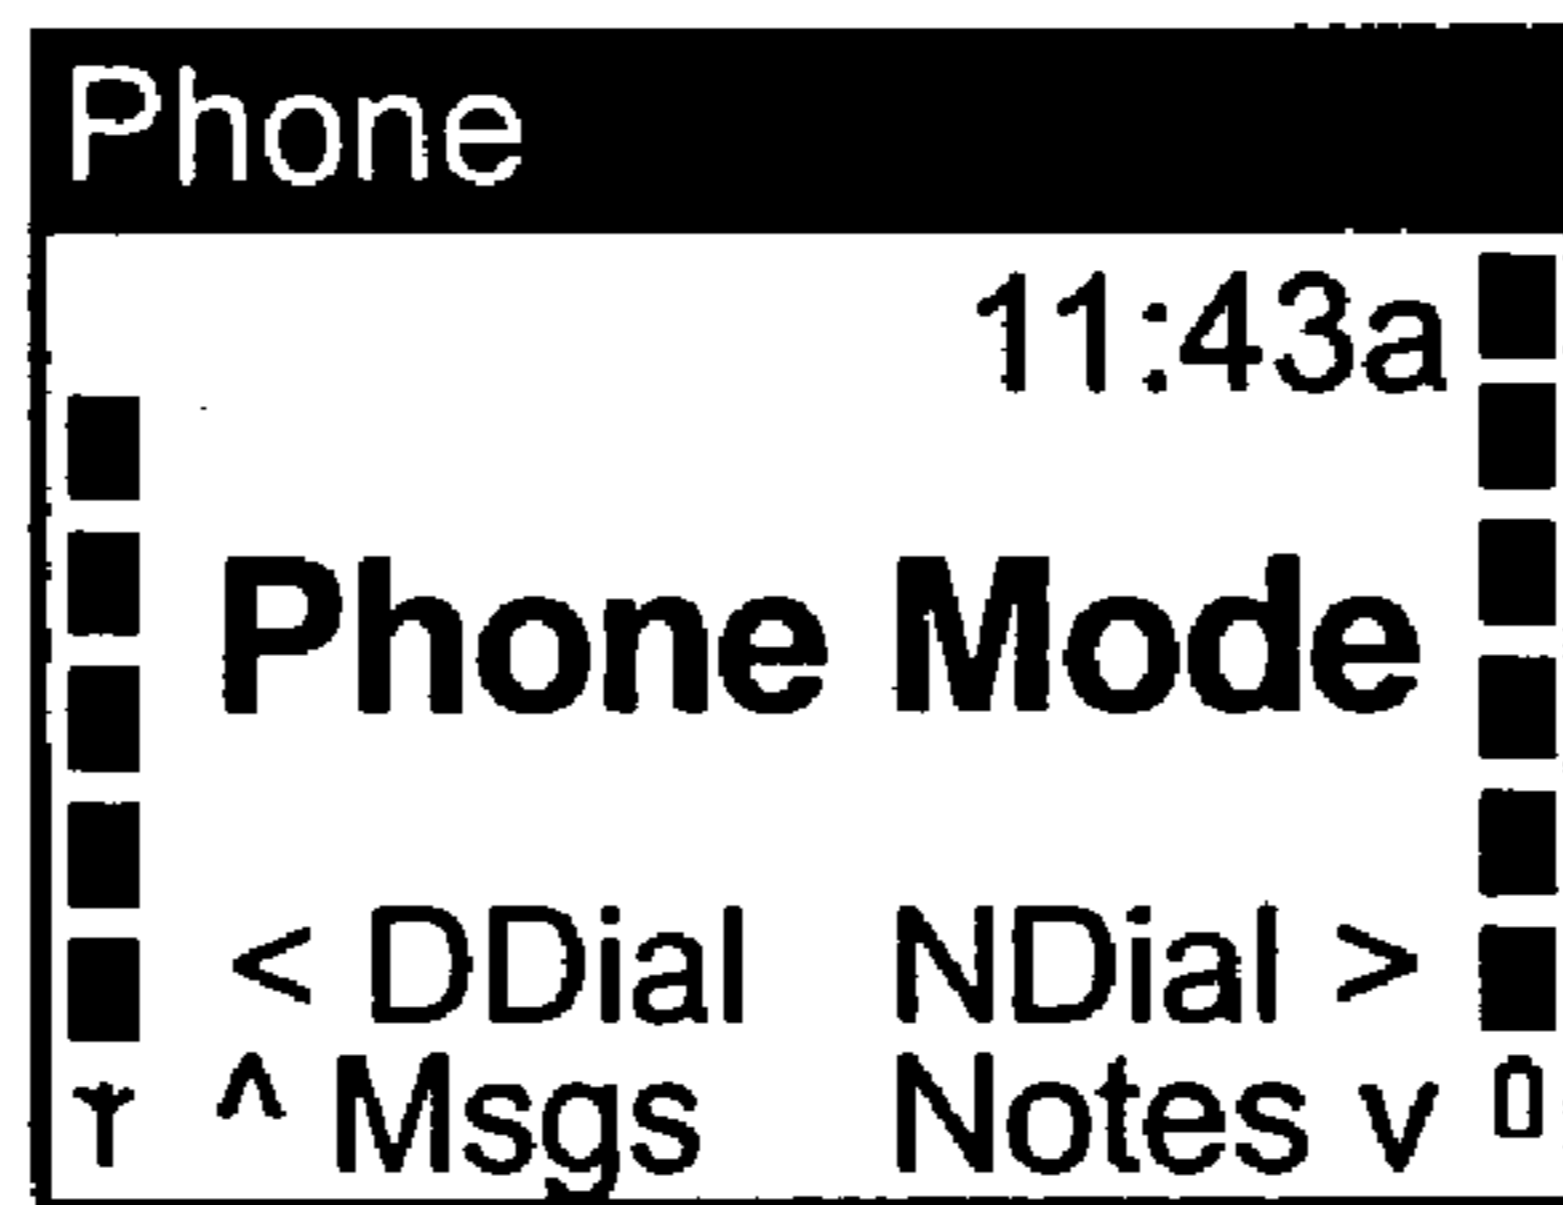 Phone
11:43a
Phone Mode
< DDial NDial >
^ Msgs Notes v